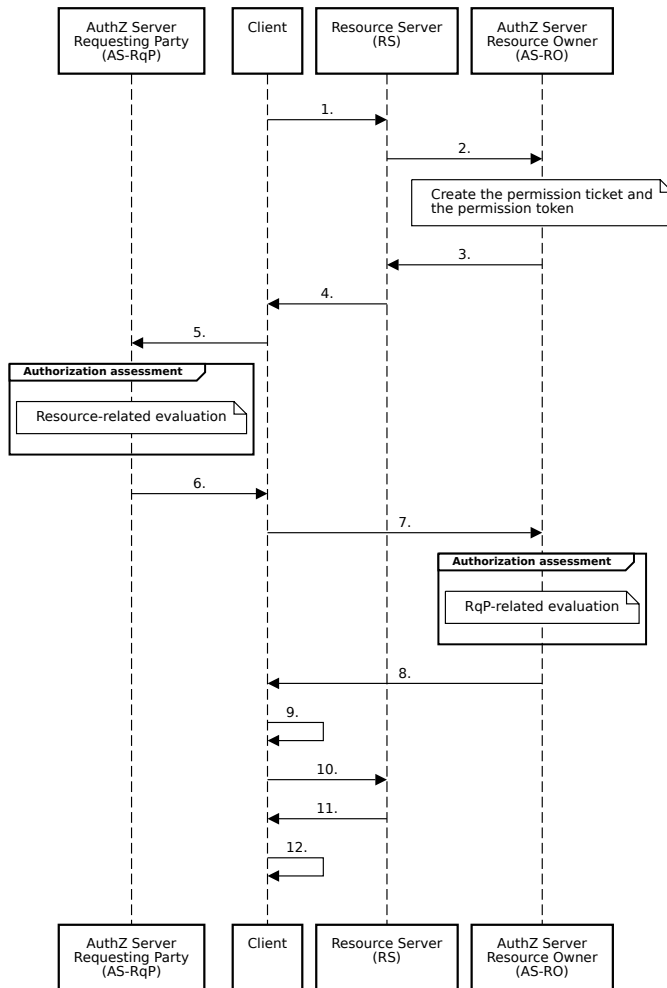 AuthZ Server
Requesting Party
(AS-RqP)
Client
Resource Server
(RS)
AuthZ Server
Resource Owner
(AS-RO)
1.
2.
Create the permission ticket and
the permission token
3.
4.
5.
Authorization assessment
Resource-related evaluation
6.
7.
Authorization assessment
RqP-related evaluation
8.
9.
10.
11.
12.
AuthZ Server
Requesting Party
(AS-RqP)
Client
Resource Server
(RS)
AuthZ Server
Resource Owner
(AS-RO)